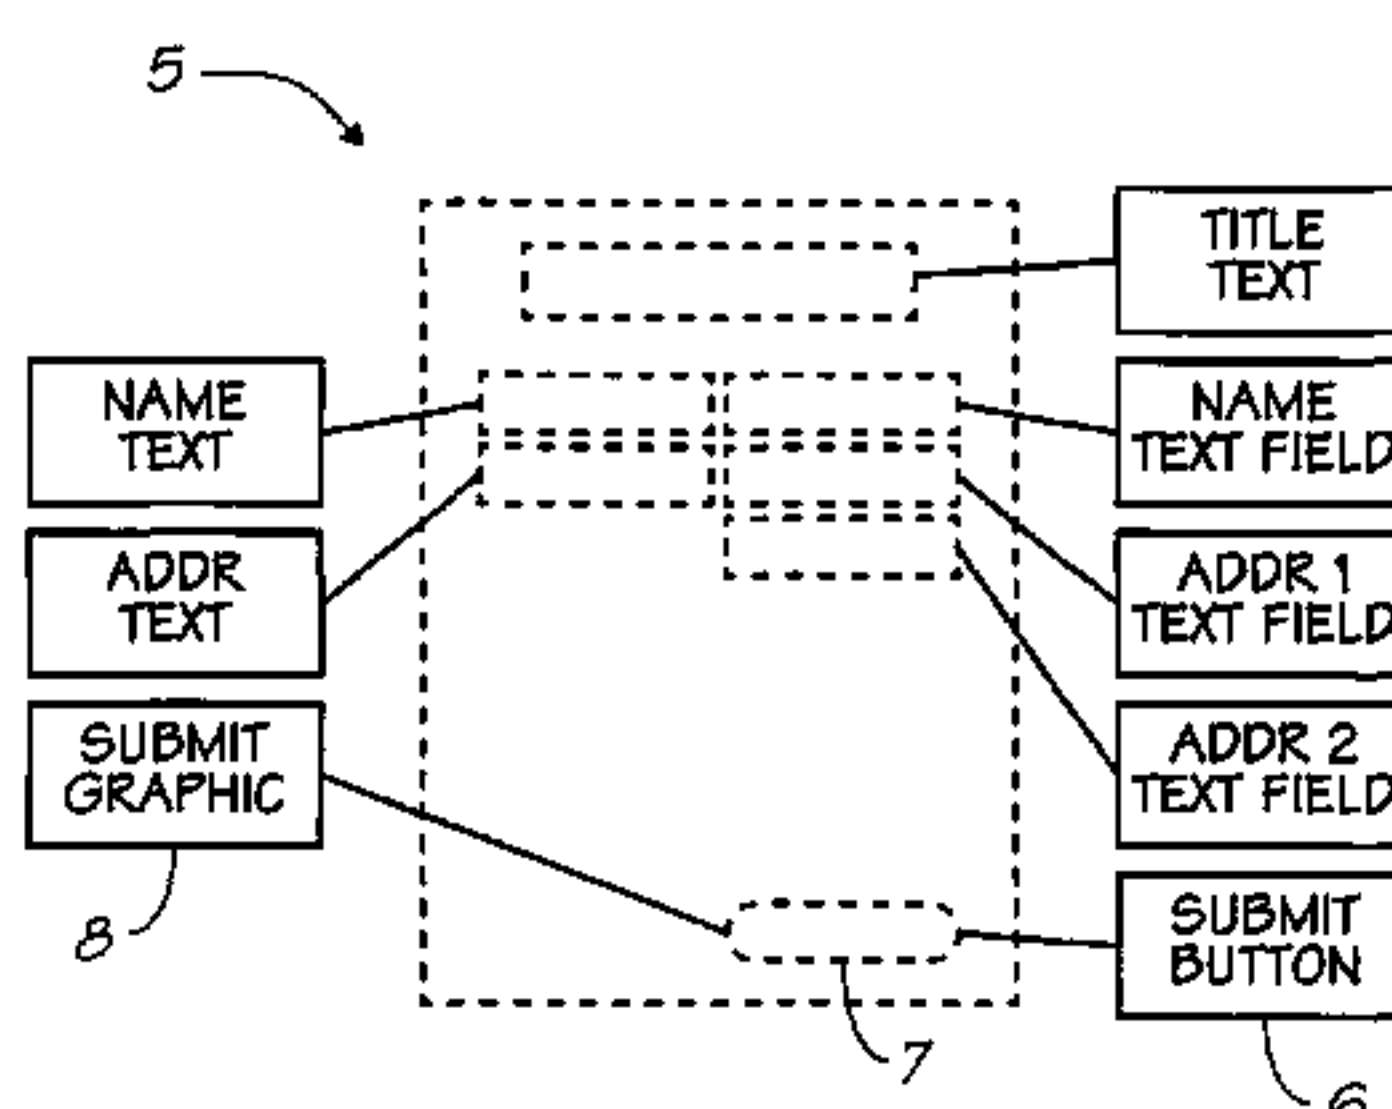 5
TITLE
TEXT
NAME
TEXT
NAME
TEXT FIELD
ADDR
TEXT
ADDR 1
TEXT FIELD
SUBMIT
GRAPHIC
ADDR 2
TEXT FIELD
8
SUBMIT
BUTTON
7
6